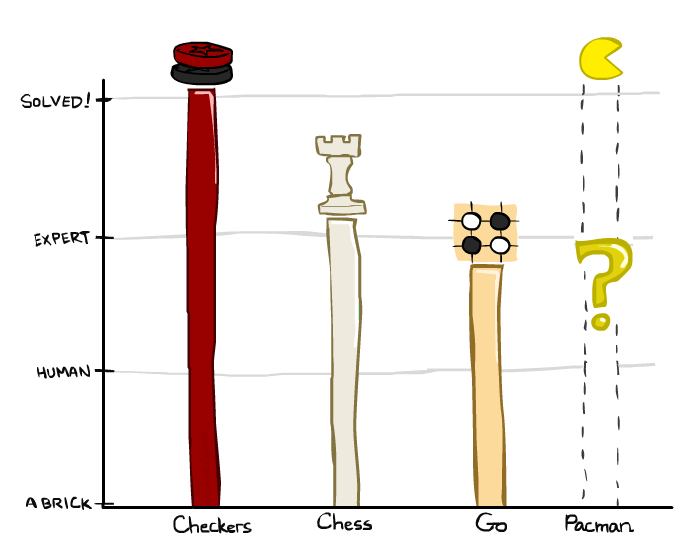 SOLVED!
EXPERT
?
HUMAN
A BRICK
Checkers
Chess
Go
Pacman